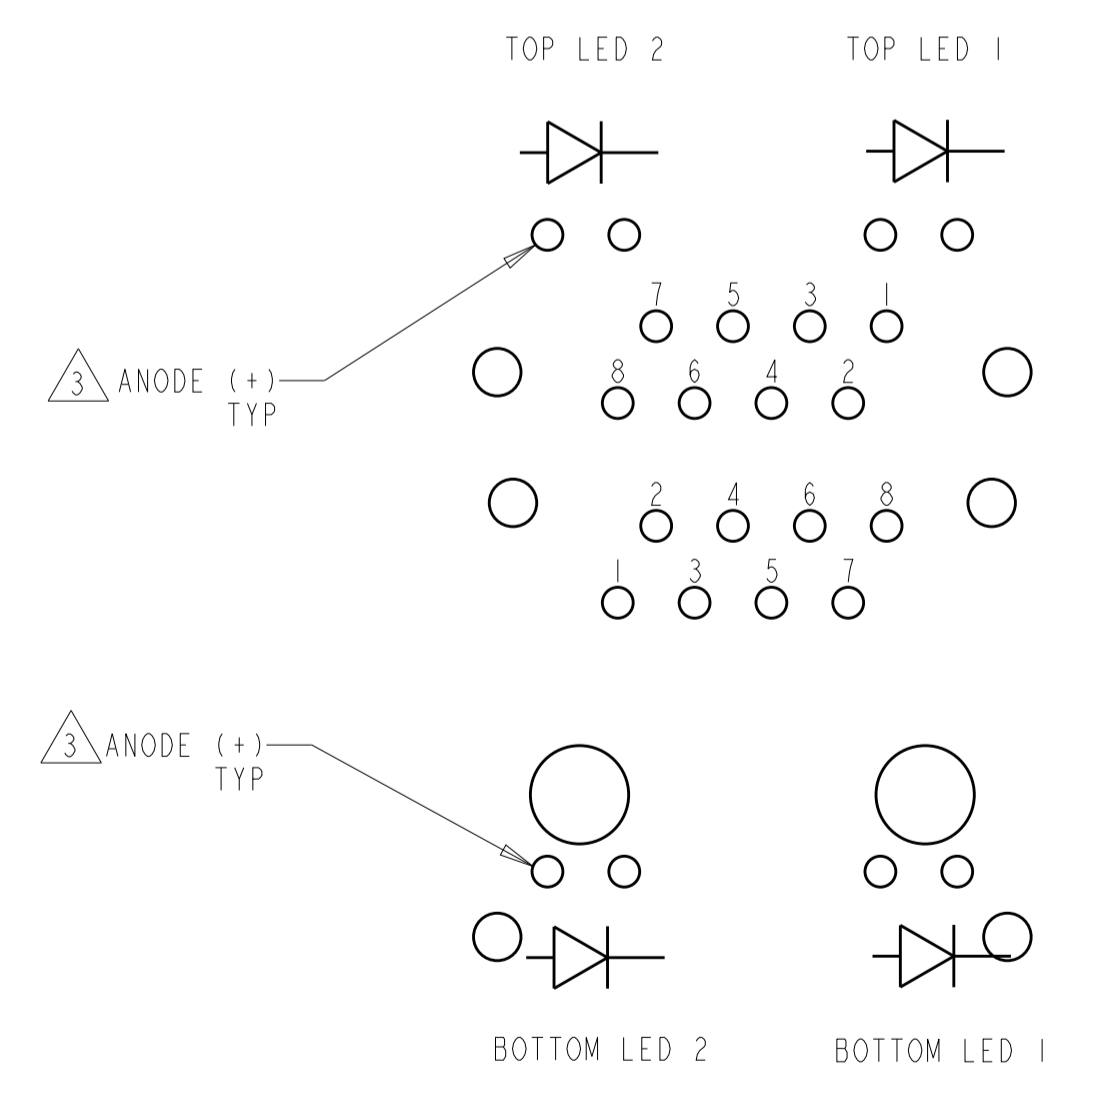 TOP LED 2 TOP LED 1
7 5 3 1
8 6 4 2
3 ANODE (+)
TYP
2 4 6 8
1 3 5 7
3 ANODE (+)
TYP
BOTTOM LED 2 BOTTOM LED 1